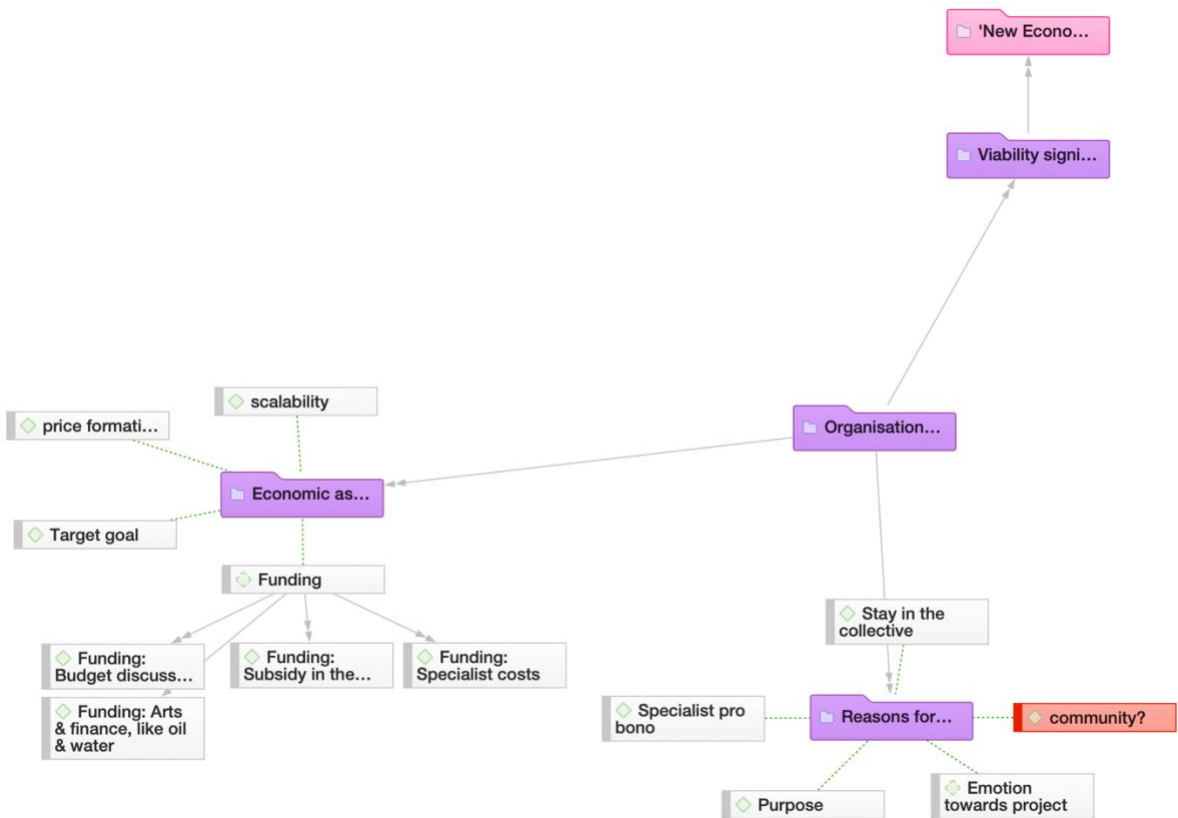 'New Econo...
Viability signi...
scalability
price formati...
Organisation...
Economic as...
Target goal
Funding
Stay in the
collective
Funding:
Budget discuss...
Funding:
Subsidy in the...
Funding:
Specialist costs
Funding: Arts
& finance, like oil
& water
Specialist pro
bono
Reasons for...
community?
Purpose
Emotion
towards project